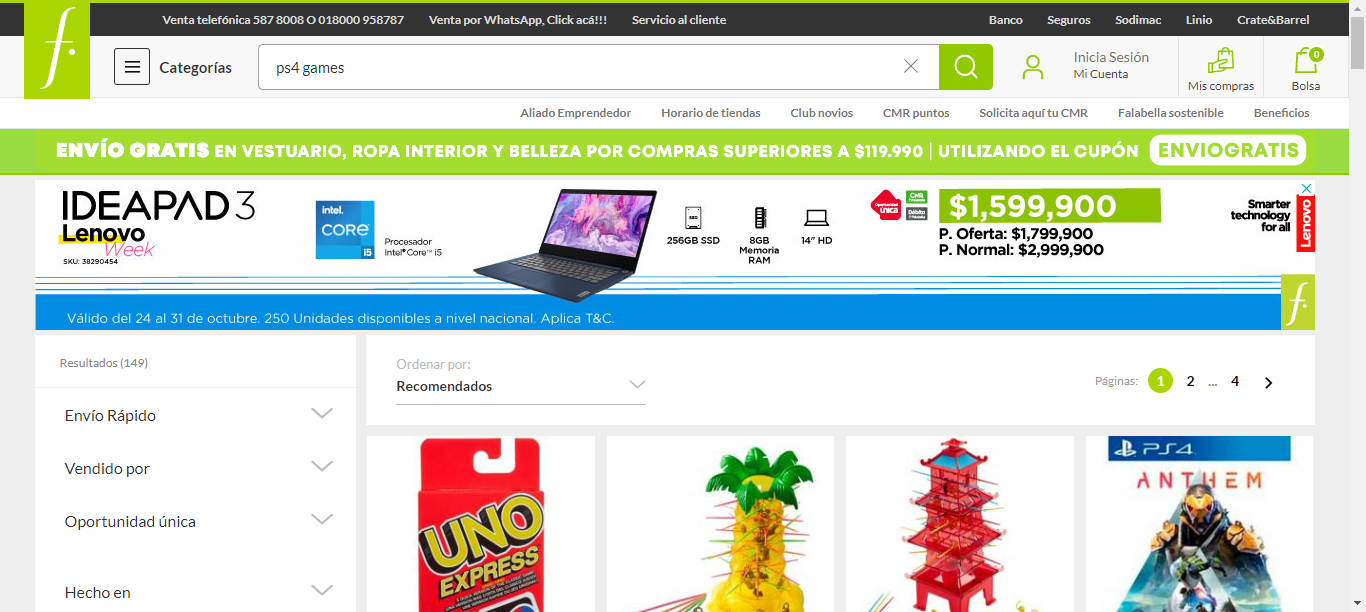 Venta telefónica 587 8008 O 018000 958787
Venta por WhatsApp, Click acá!!!
Servicio al cliente
Banco
Seguros
Sodimac
Linio
Crate&Barrel
f.
Categorías
ps4 games
Inicia Sesión
Mi Cuenta
Mis compras
0
Bolsa
Aliado Emprendedor
Horario de tiendas
Club novios
CMR puntos
Solicita aquí tu CMR
Falabella sostenible
Beneficios
ENVÍO GRATIS EN VESTUARIO, ROPA INTERIOR Y BELLEZA POR COMPRAS SUPERIORES A $119.990 | UTILIZANDO EL CUPÓN ENVIOGRATIS
IDEAPAD 3
Lenovo
Week
SKU: 38290454
intel.
CORE
i5
Procesador
Intel® Core™ i5
SSD
256GB SSD
8GB
Memoria
RAM
14" HD
Oportunidad
única
CMR
Débito
$1,599,900
P. Oferta: $1,799,900
P. Normal: $2,999,900
Smarter
technology
for all
Lenovo
Válido del 24 al 31 de octubre. 250 Unidades disponibles a nivel nacional. Aplica T&C.
f.
Resultados (149)
Envío Rápido
Vendido por
Oportunidad única
Hecho en
Ordenar por:
Recomendados
Páginas:
1
2
...
4
UNO
EXPRESS
PS4
ANTHEM